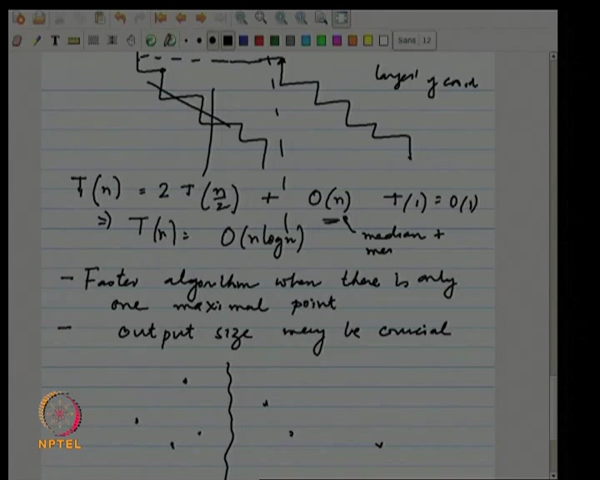 Sans 12
largest y coord
T(n) = 2 T(n/2) + O(n) T(1) = O(1)
=> T(n) = O(n log n) median +
mer
- Faster algorithm when there is only
one maximal point
- output size may be crucial
NPTEL